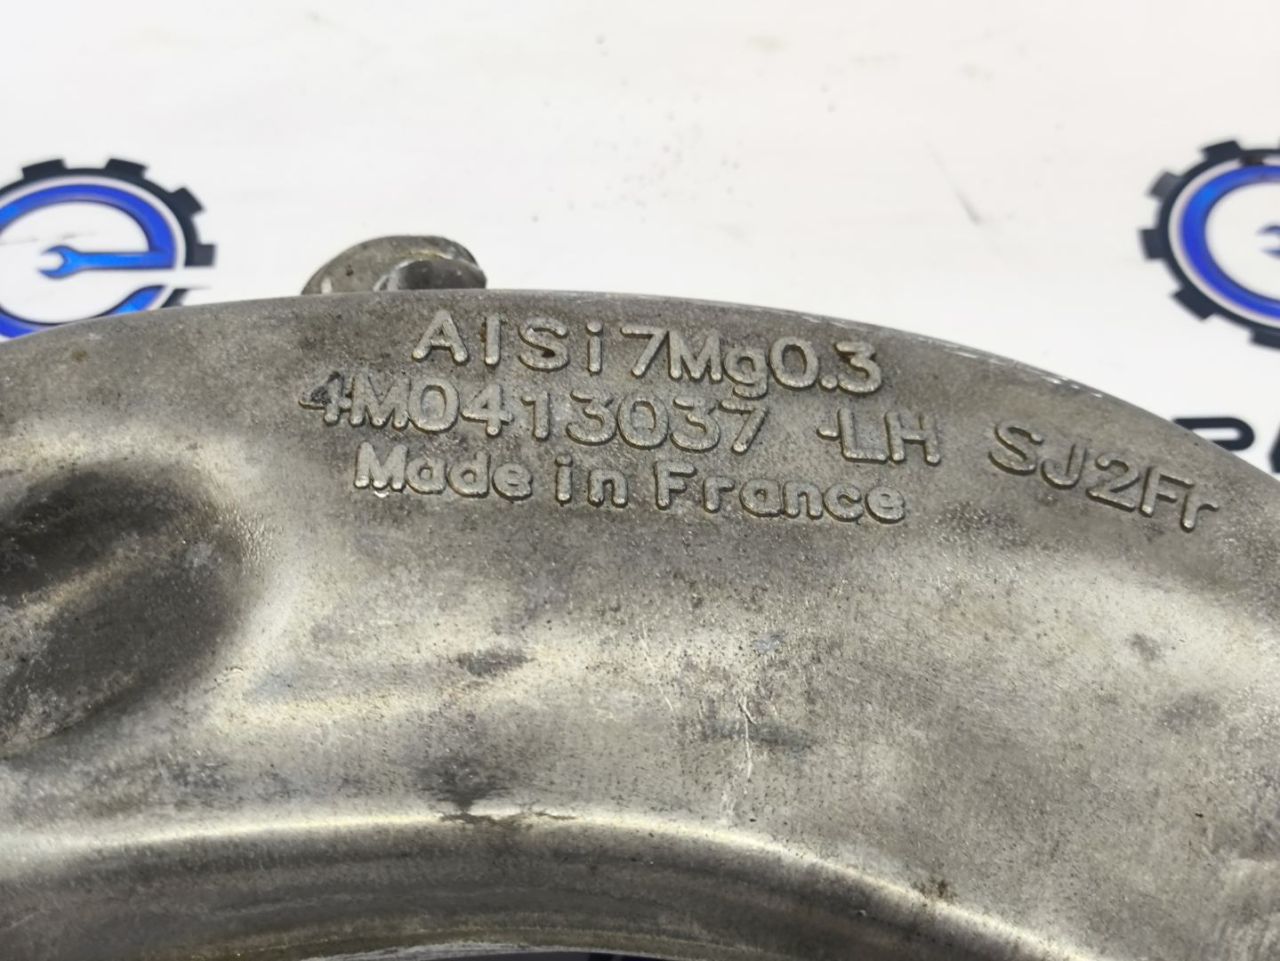 AlSi7Mg0.3
4M0413037 -LH SJ2Fr
Made in France